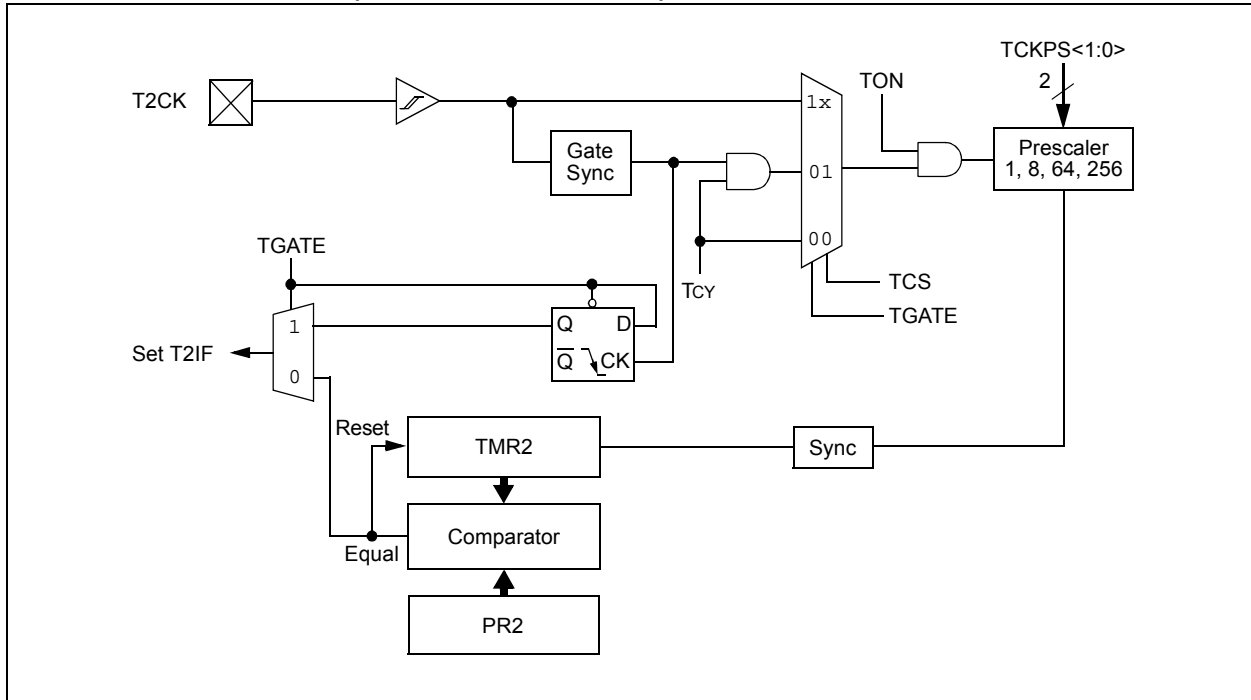 TCKPS<1:0>
2
TON
T2CK
1x
Gate
Sync
Prescaler
1, 8, 64, 256
01
00
TGATE
TCY
TCS
TGATE
1
Q
D
Set T2IF
Q
CK
0
Reset
TMR2
Sync
Equal
Comparator
PR2